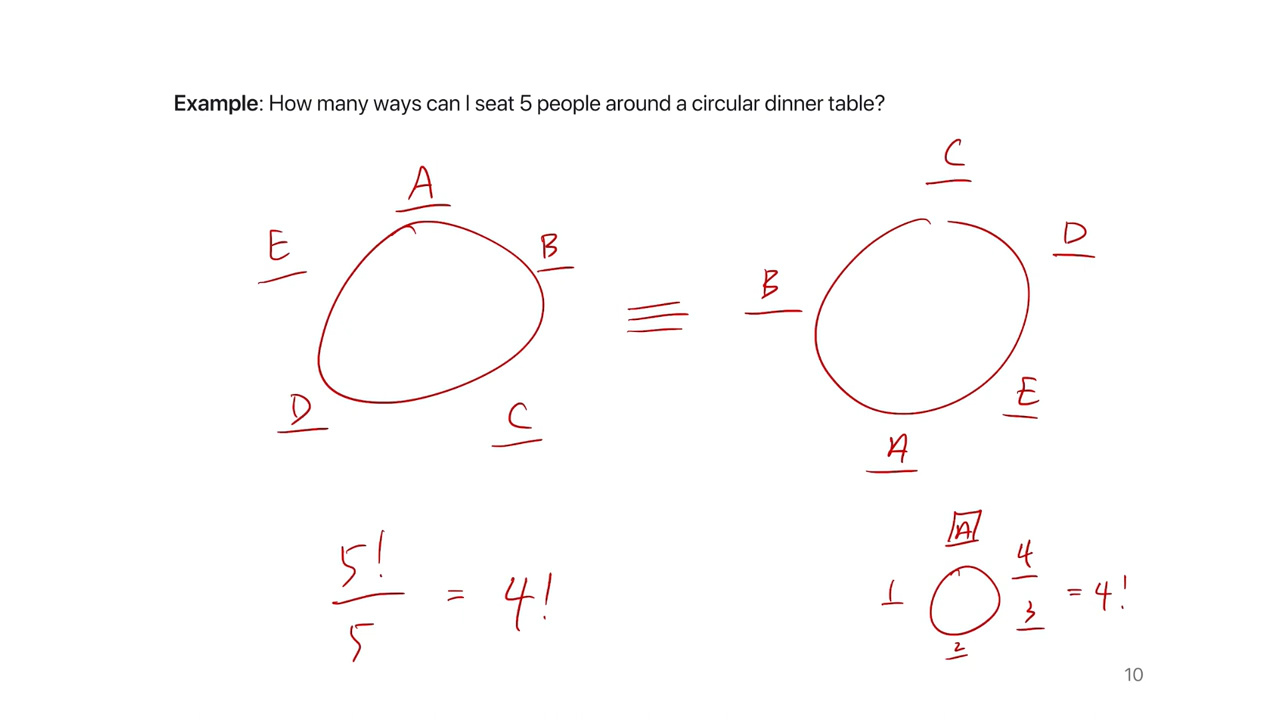 Example: How many ways can I seat 5 people around a circular dinner table?
A
E
B
D
C
≡
C
D
B
E
A
5!/5 = 4!
A
4
1
3
2
= 4!
10